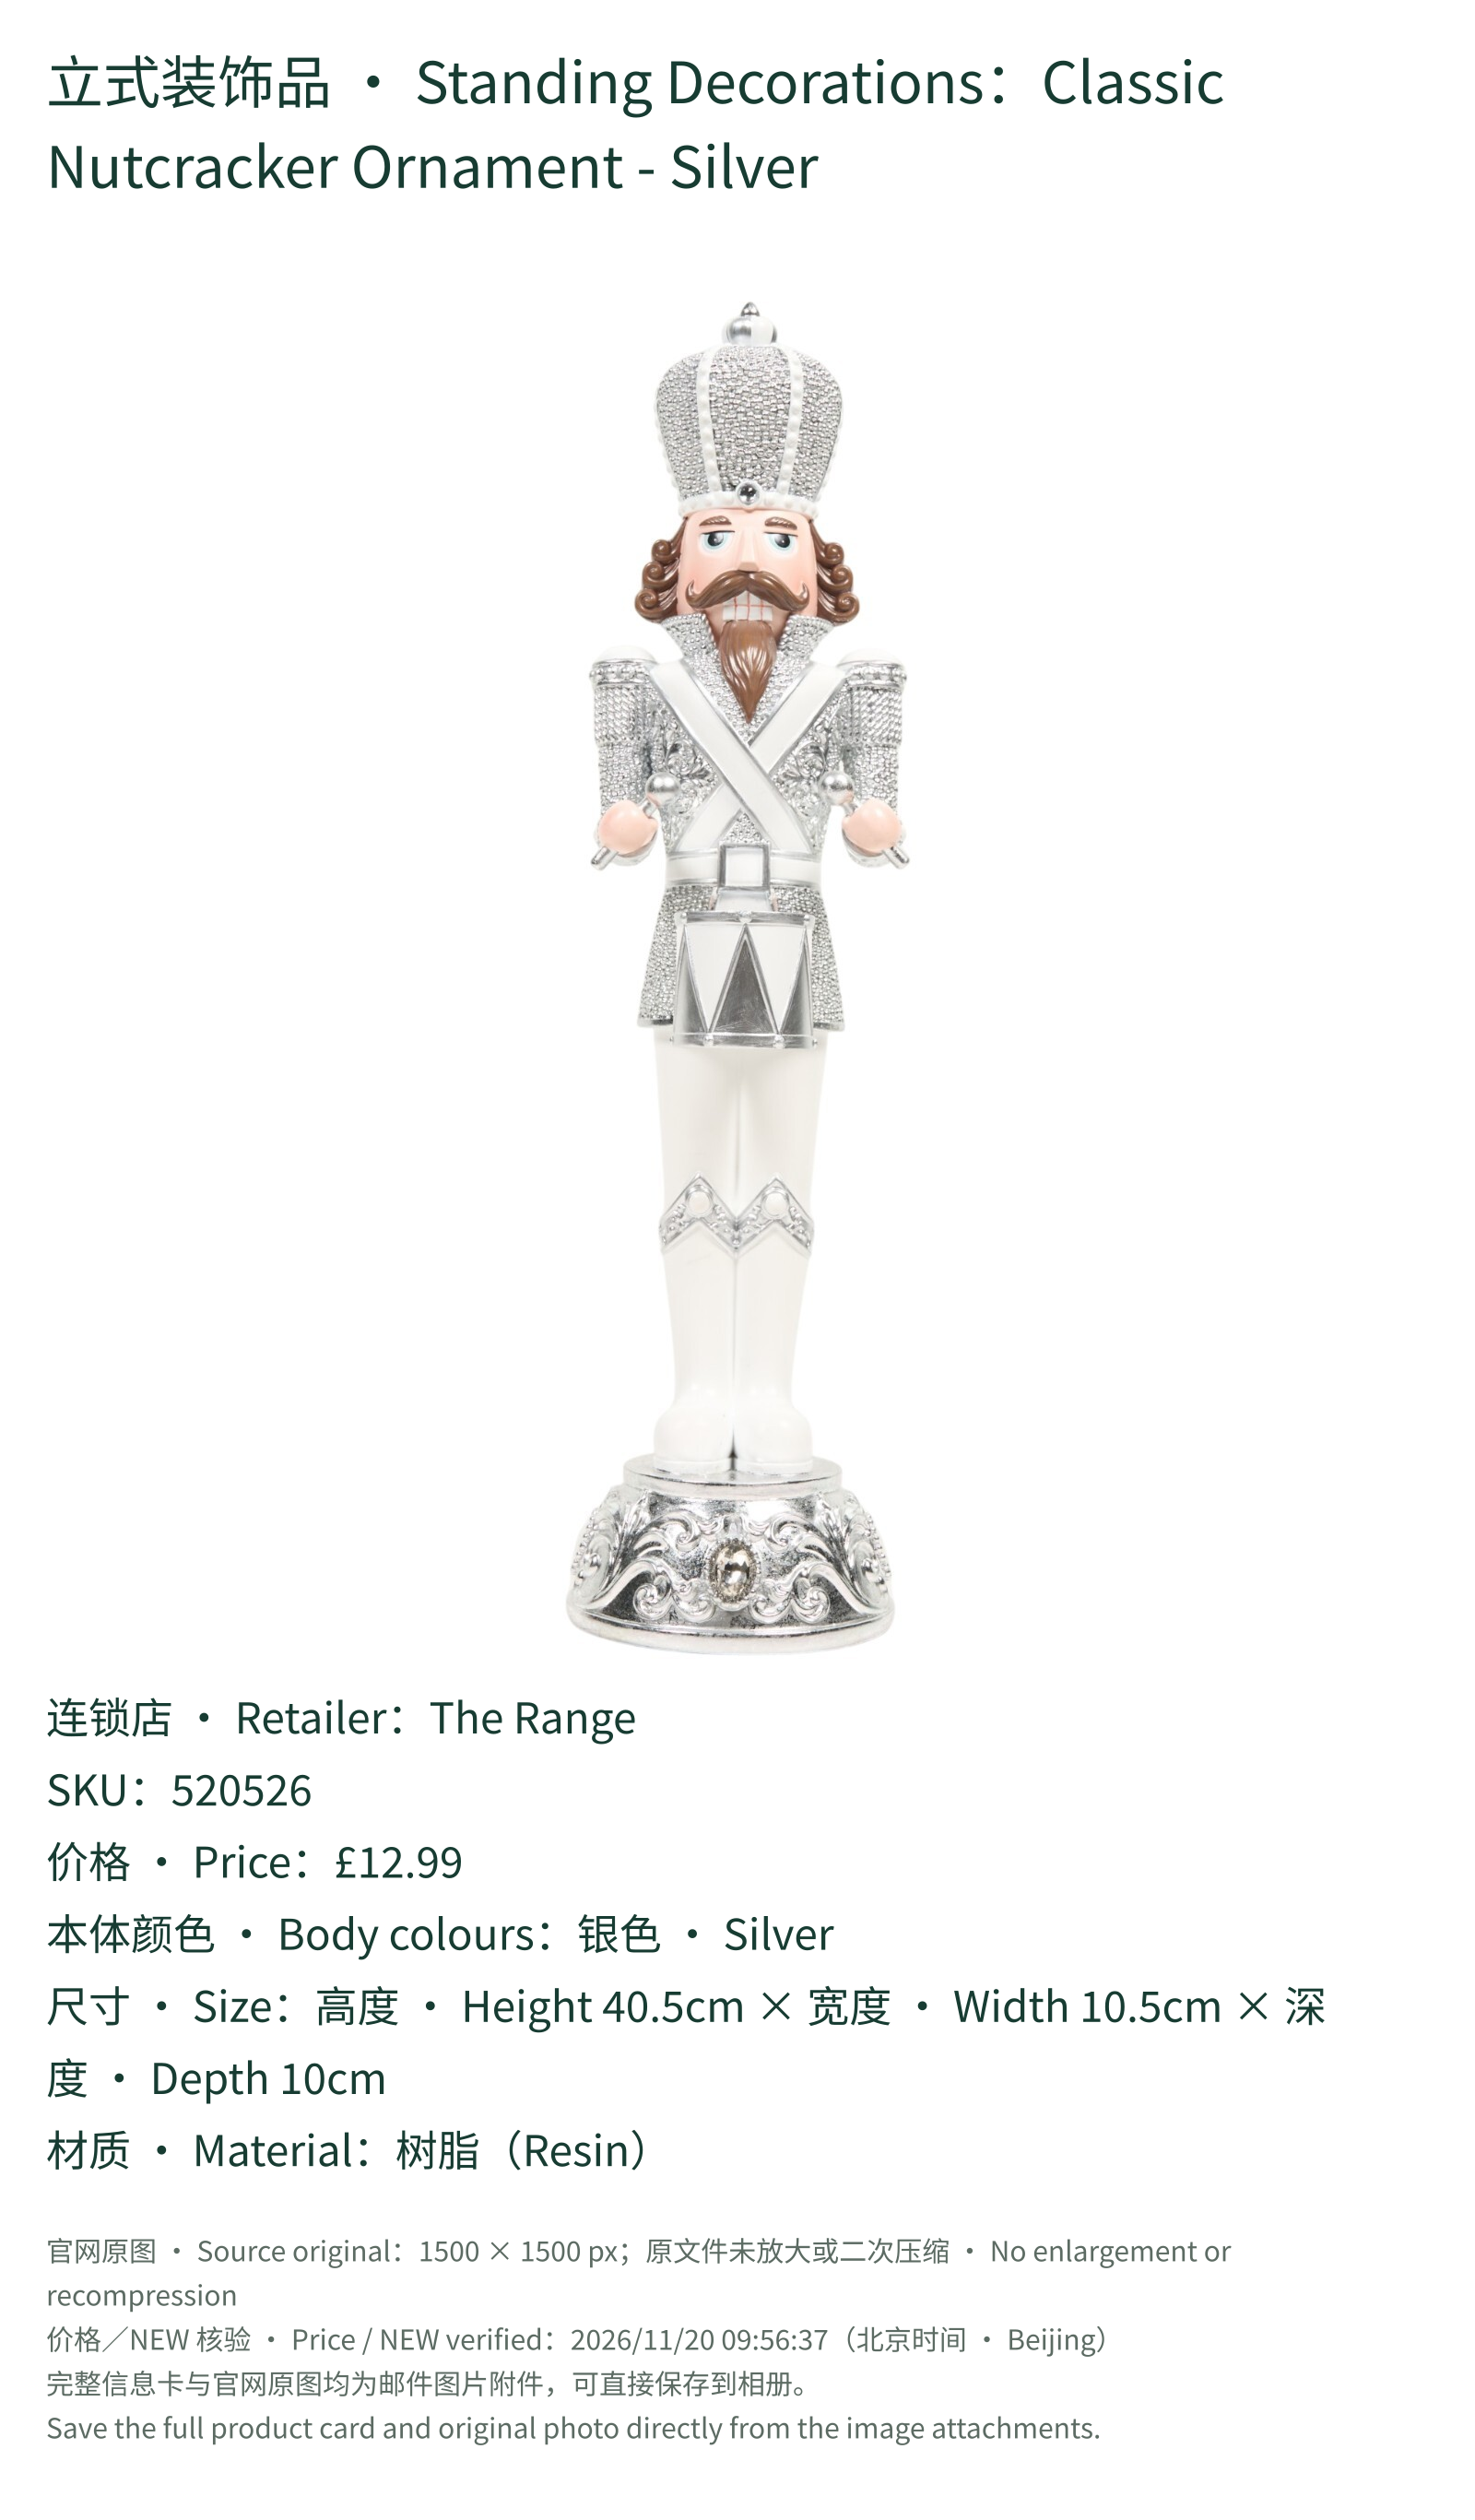 立式装饰品 · Standing Decorations：Classic
Nutcracker Ornament - Silver
连锁店 · Retailer：The Range
SKU：520526
价格 · Price：£12.99
本体颜色 · Body colours：银色 · Silver
尺寸 · Size：高度 · Height 40.5cm × 宽度 · Width 10.5cm × 深
度 · Depth 10cm
材质 · Material：树脂（Resin）
官网原图 · Source original：1500 × 1500 px；原文件未放大或二次压缩 · No enlargement or
recompression
价格／NEW 核验 · Price / NEW verified：2026/11/20 09:56:37（北京时间 · Beijing）
完整信息卡与官网原图均为邮件图片附件，可直接保存到相册。
Save the full product card and original photo directly from the image attachments.